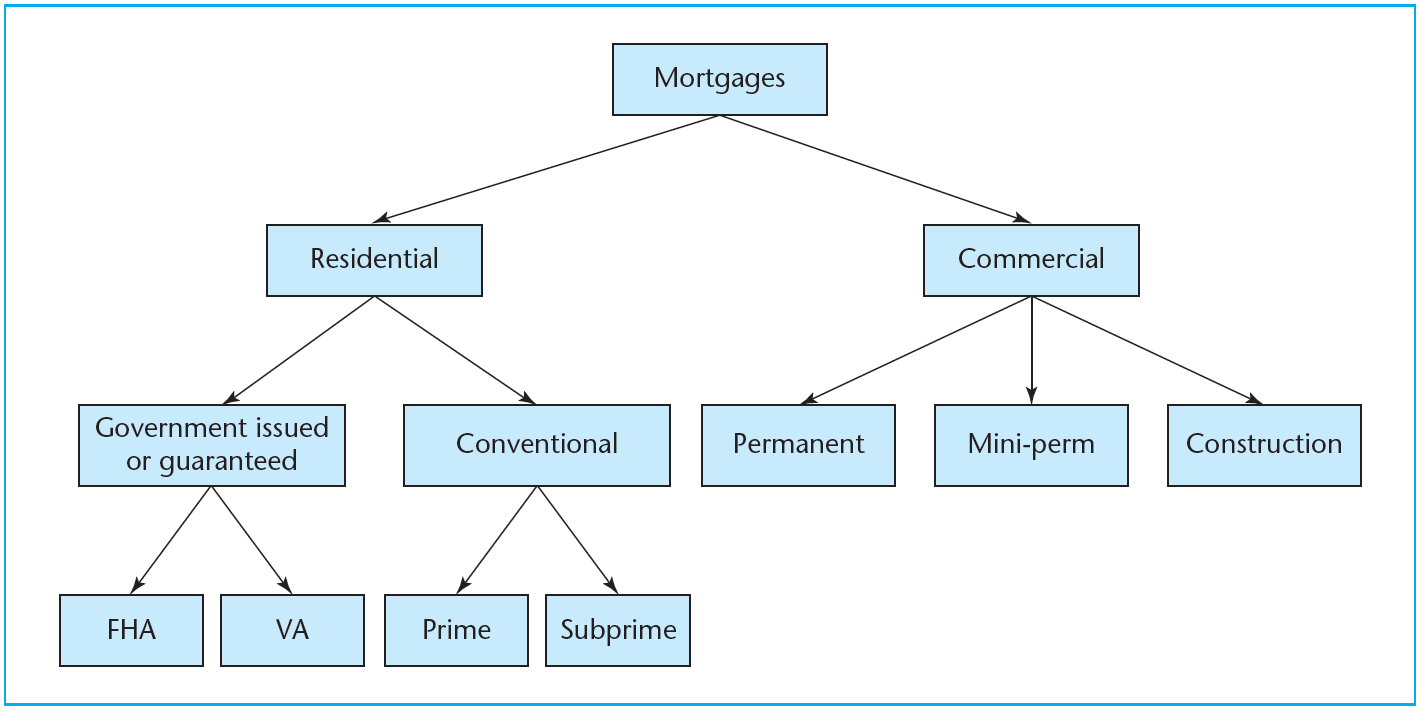 Mortgages
Residential
Commercial
Government issued
or guaranteed
Conventional
Permanent
Mini-perm
Construction
FHA
VA
Prime
Subprime